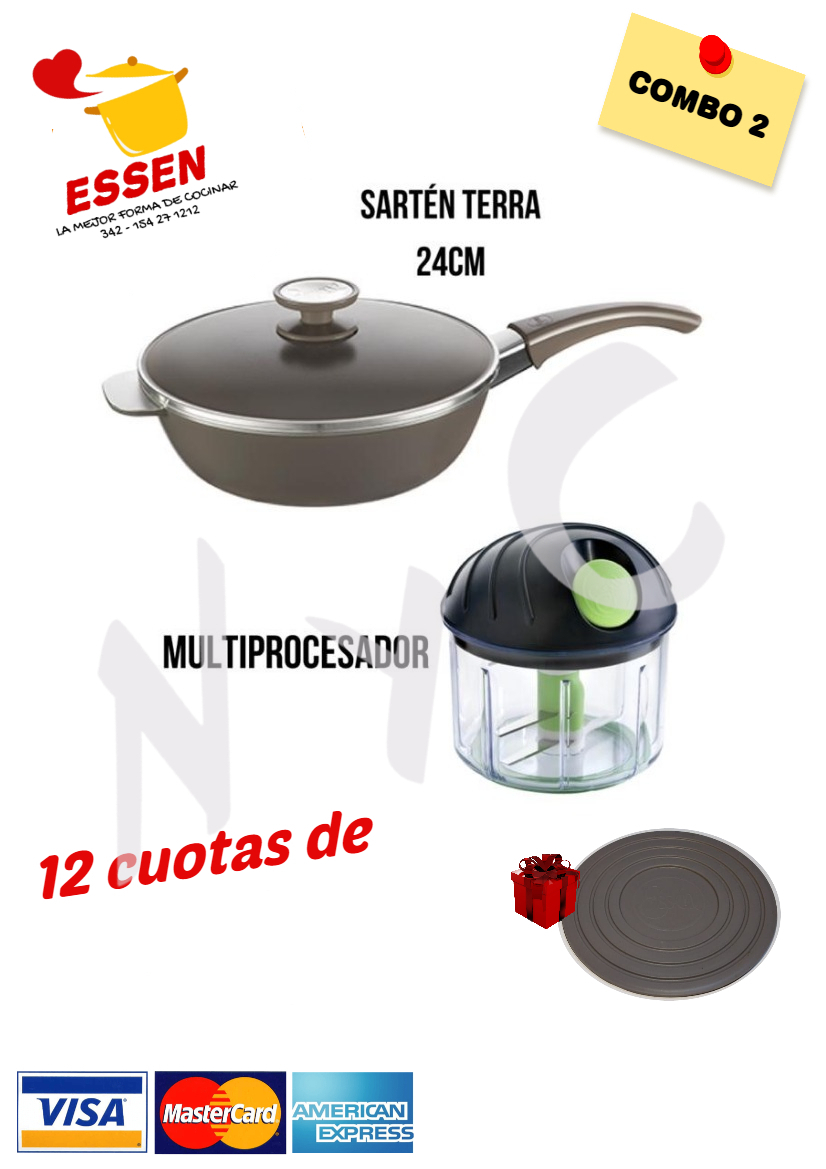 COMBO 2
ESSEN
LA MEJOR FORMA DE COCINAR
342 - 154 27 1212
SARTÉN TERRA
24CM
MULTIPROCESADOR
NYC
12 cuotas de
VISA
MasterCard
AMERICAN
EXPRESS